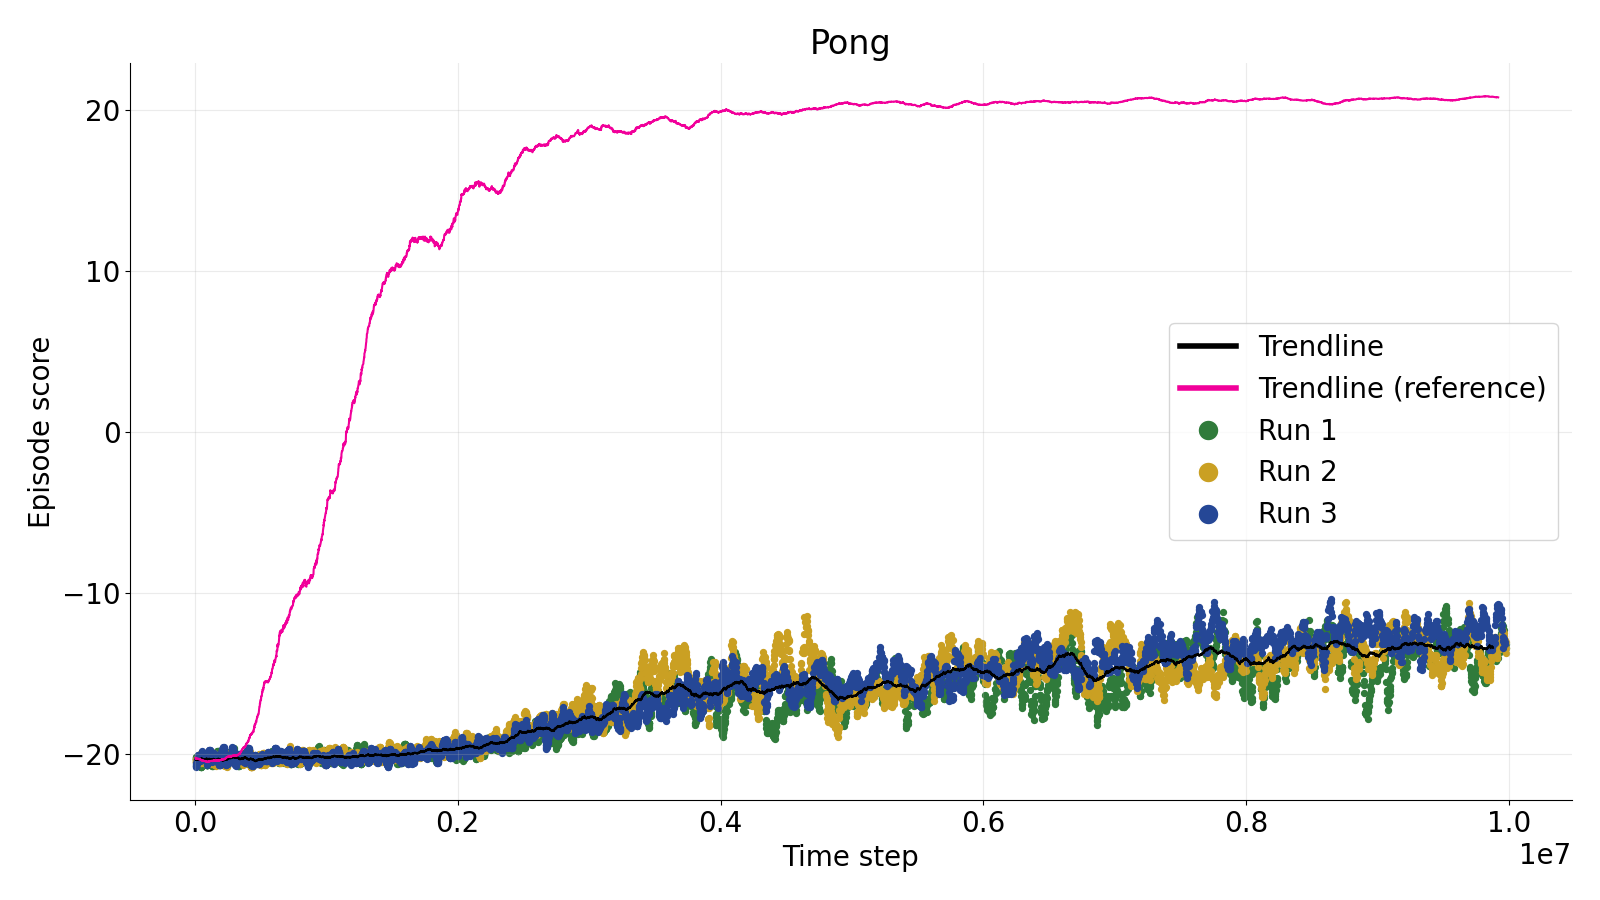 Pong
Episode score
20
10
0
−10
−20
Trendline
Trendline (reference)
Run 1
Run 2
Run 3
0.0
0.2
0.4
0.6
0.8
1.0
1e7
Time step